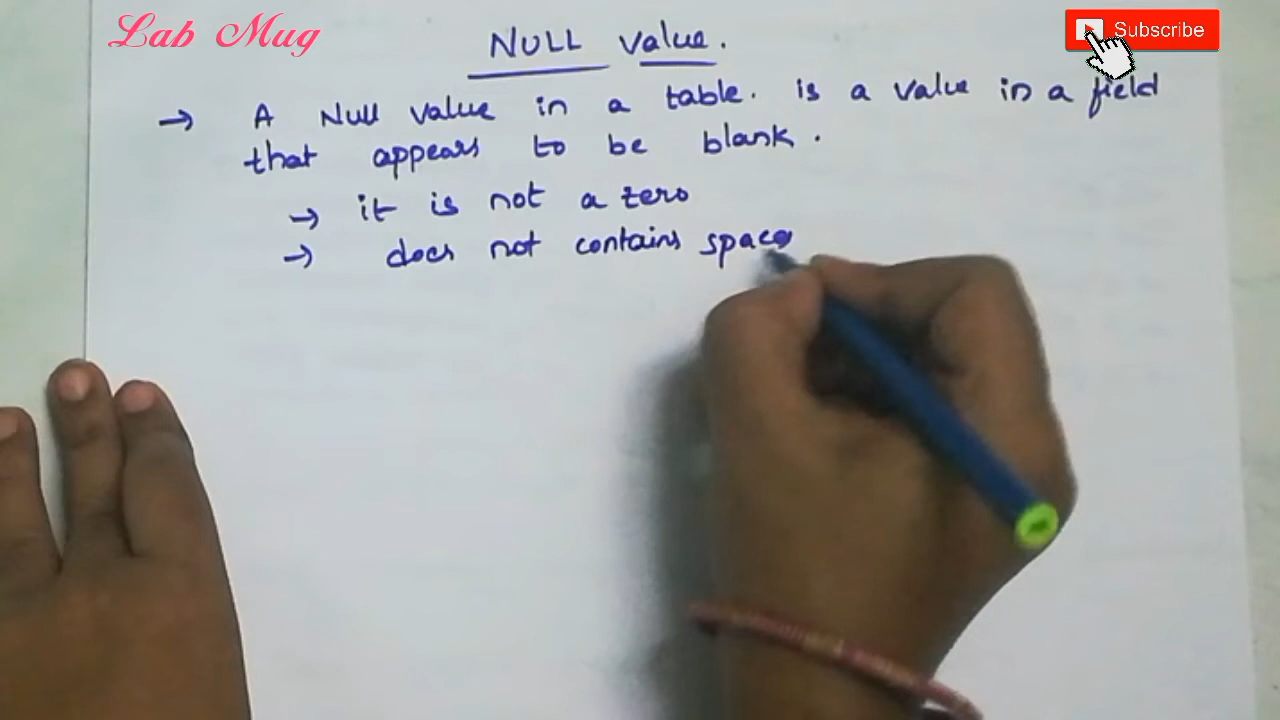 Lab Mug
Subscribe
NULL value.
→ A Null value in a table. is a value in a field
that appears to be blank.
→ it is not a zero
→ does not contains space